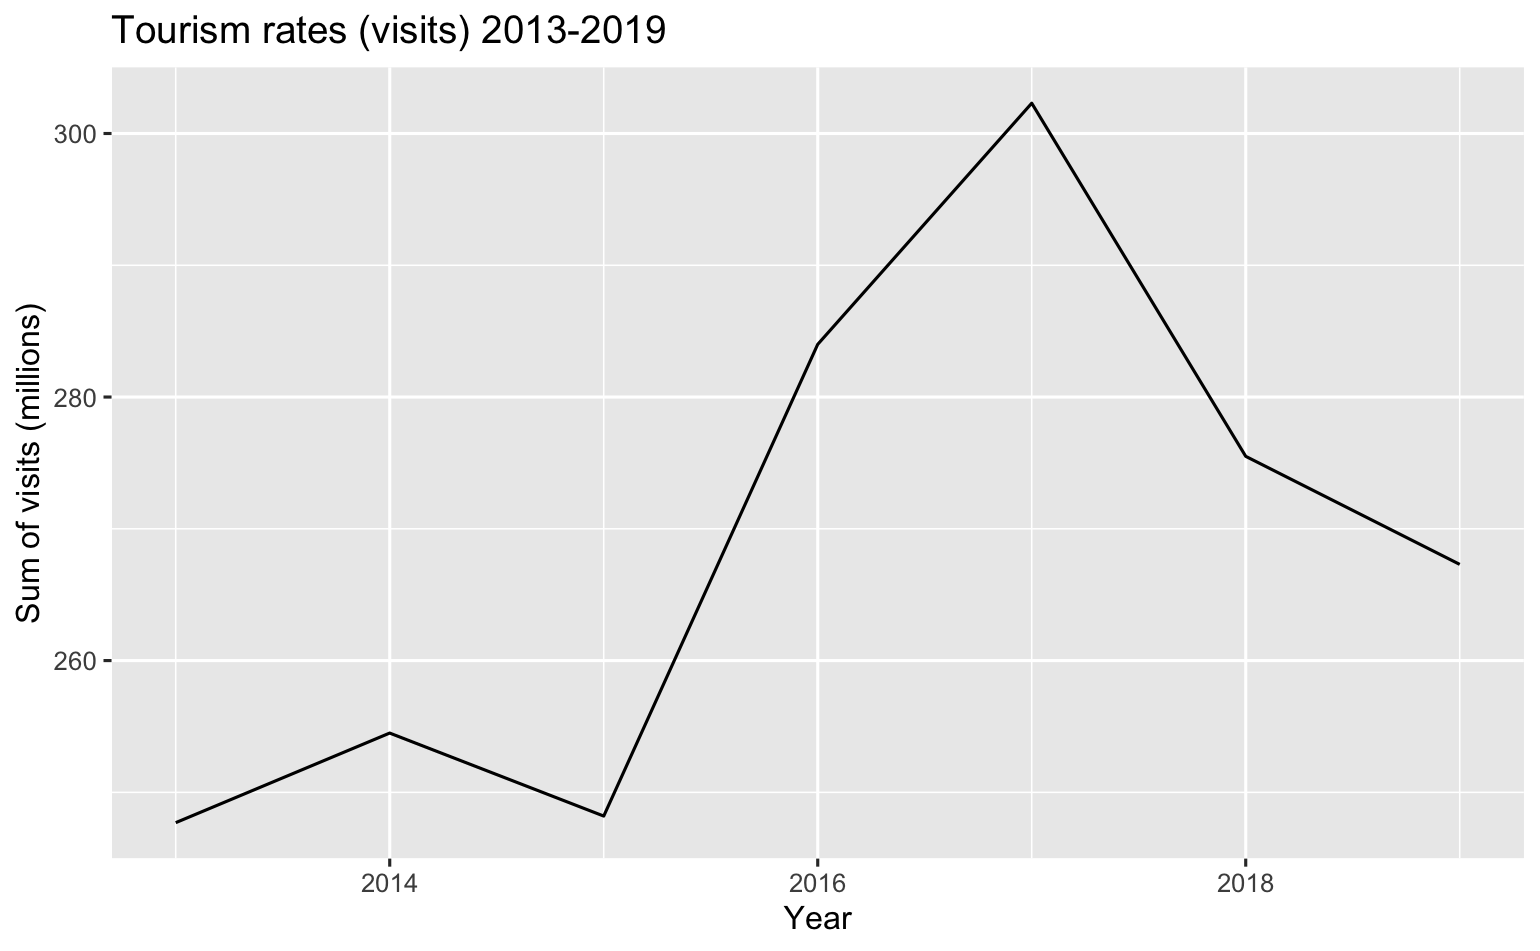 Tourism rates (visits) 2013-2019
300
280
260
Sum of visits (millions)
2014
2016
2018
Year